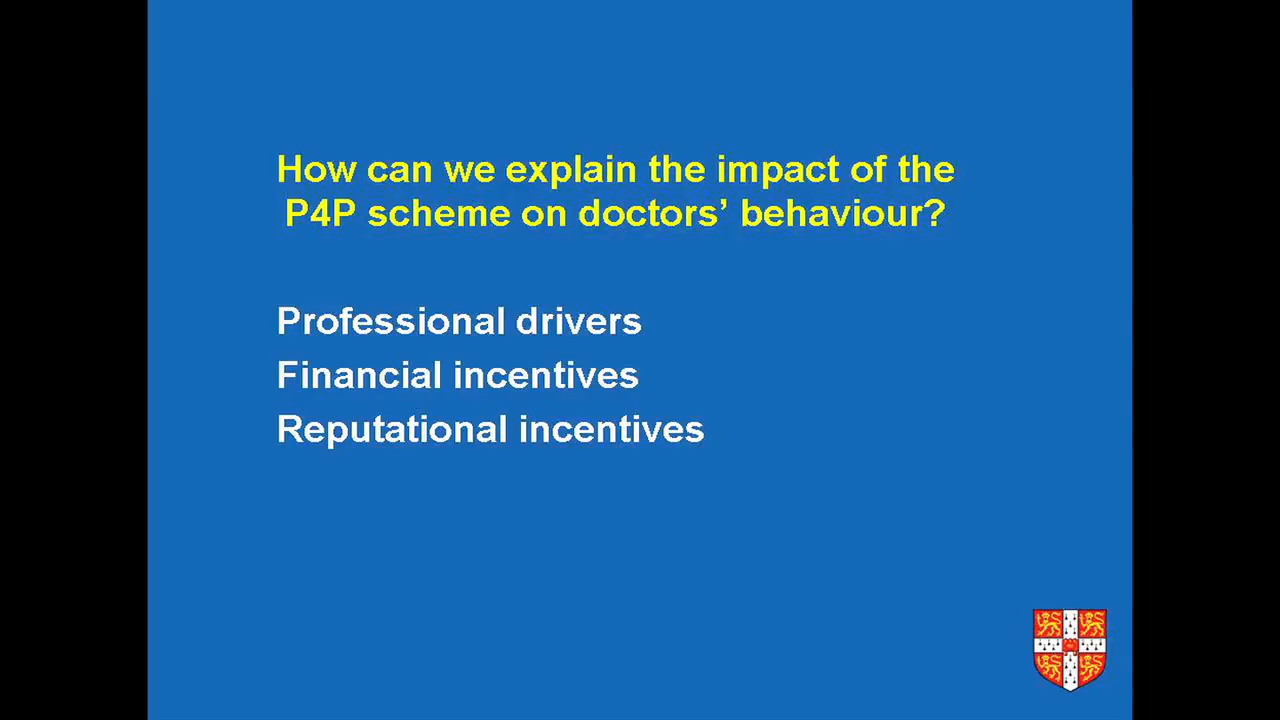 How can we explain the impact of the
P4P scheme on doctors’ behaviour?
Professional drivers
Financial incentives
Reputational incentives